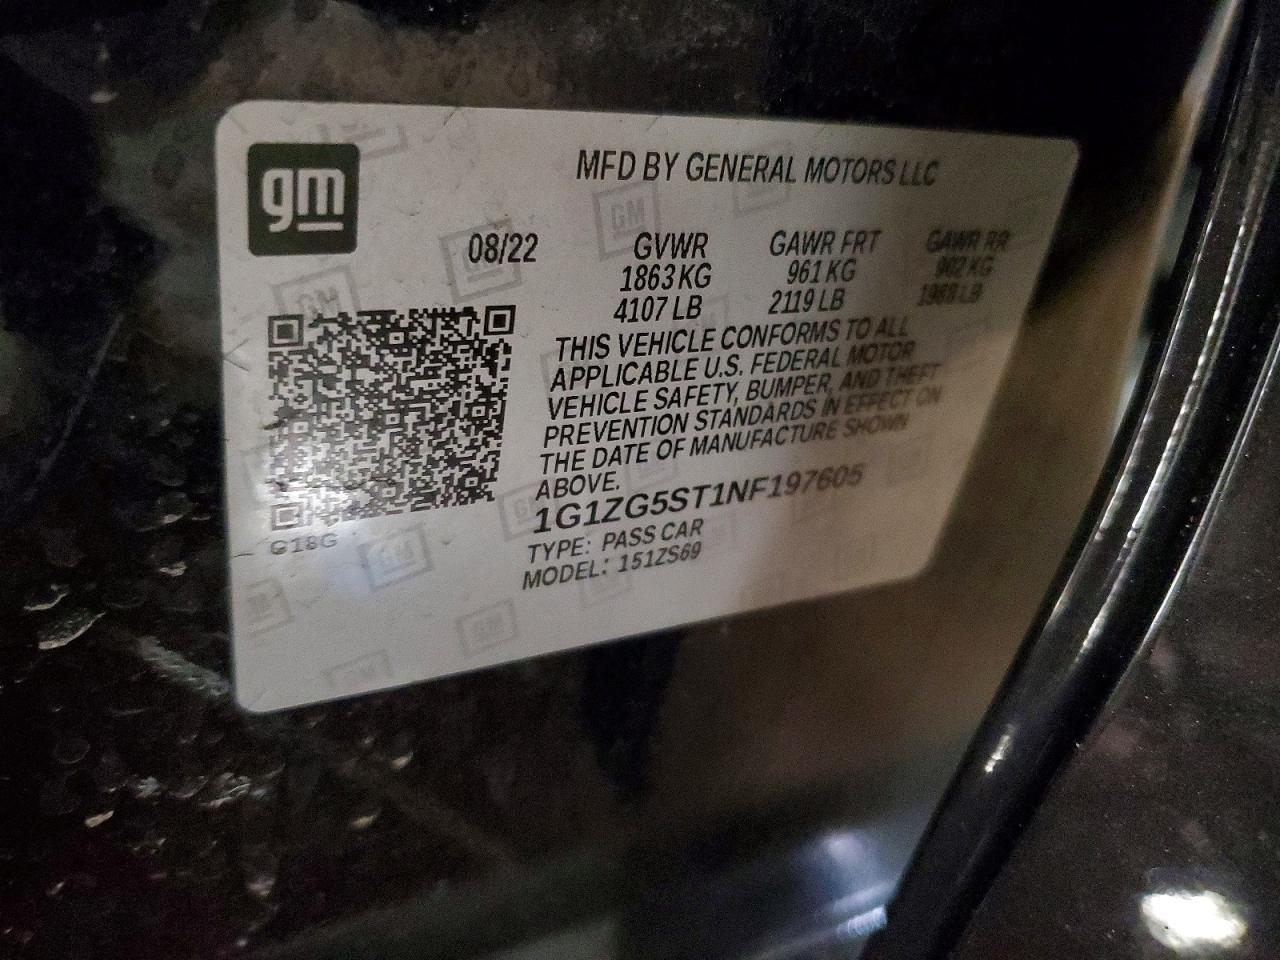 gm
MFD BY GENERAL MOTORS LLC
08/22 GVWR GAWR FRT GAWR RR
1863 KG 961 KG 902 KG
4107 LB 2119 LB 1988 LB
THIS VEHICLE CONFORMS TO ALL
APPLICABLE U.S. FEDERAL MOTOR
VEHICLE SAFETY, BUMPER, AND THEFT
PREVENTION STANDARDS IN EFFECT ON
THE DATE OF MANUFACTURE SHOWN
ABOVE.
1G1ZG5ST1NF197605
G18G
TYPE: PASS CAR
MODEL: 151ZS69